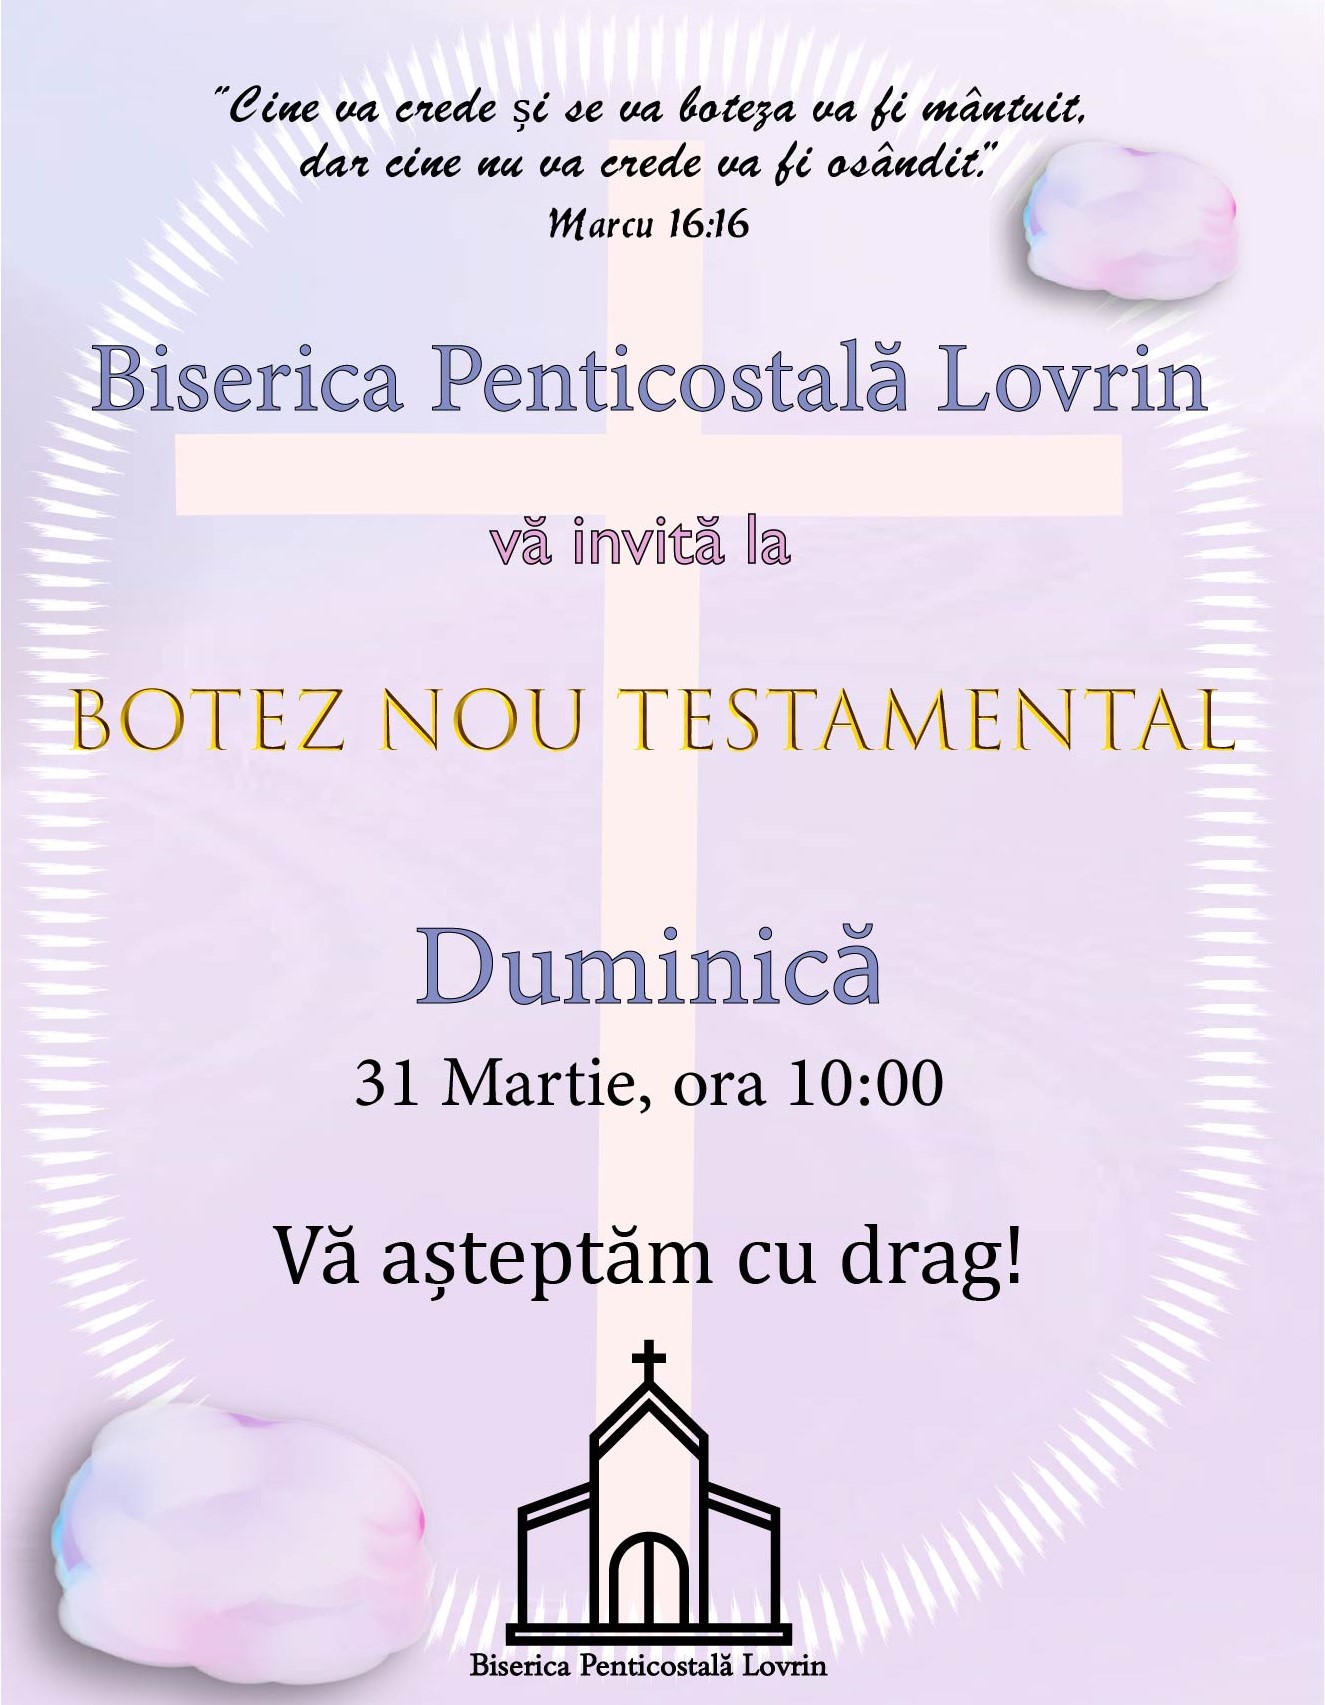 "Cine va crede și se va boteza va fi mântuit,
dar cine nu va crede va fi osândit."
Marcu 16:16
Biserica Penticostală Lovrin
vă invită la
BOTEZ NOU TESTAMENTAL
Duminică
31 Martie, ora 10:00
Vă așteptăm cu drag!
Biserica Penticostală Lovrin